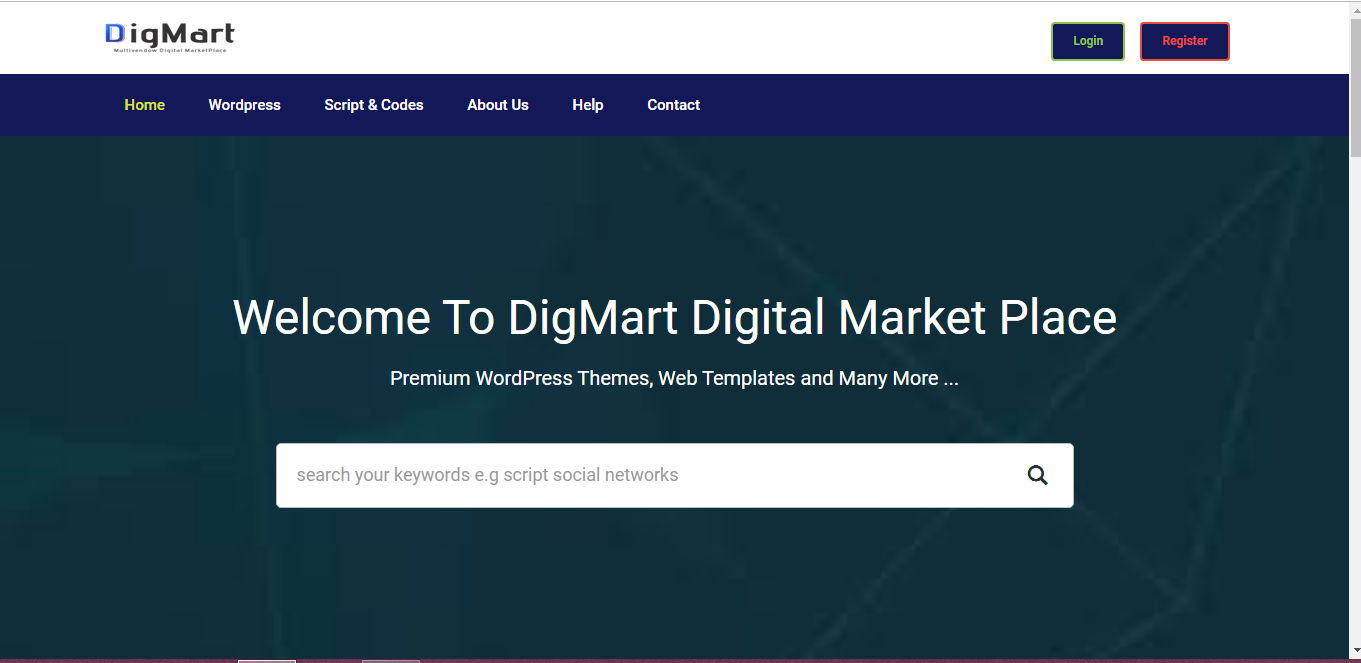 DigMart
Multivendow Digital MarketPlace
Login
Register
Home
Wordpress
Script & Codes
About Us
Help
Contact
Welcome To DigMart Digital Market Place
Premium WordPress Themes, Web Templates and Many More ...
search your keywords e.g script social networks